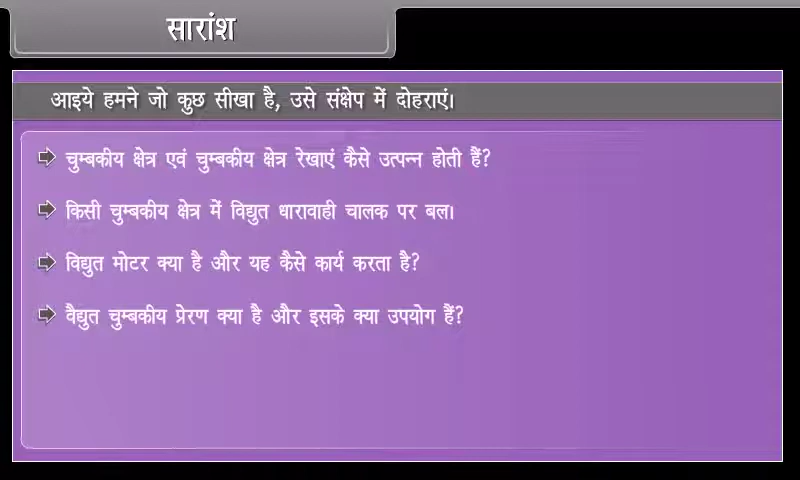 सारांश
आइये हमने जो कुछ सीखा है, उसे संक्षेप में दोहराएं।
चुम्बकीय क्षेत्र एवं चुम्बकीय क्षेत्र रेखाएं कैसे उत्पन्न होती हैं?
किसी चुम्बकीय क्षेत्र में विद्युत धारावाही चालक पर बल।
विद्युत मोटर क्या है और यह कैसे कार्य करता है?
वैद्युत चुम्बकीय प्रेरण क्या है और इसके क्या उपयोग हैं?